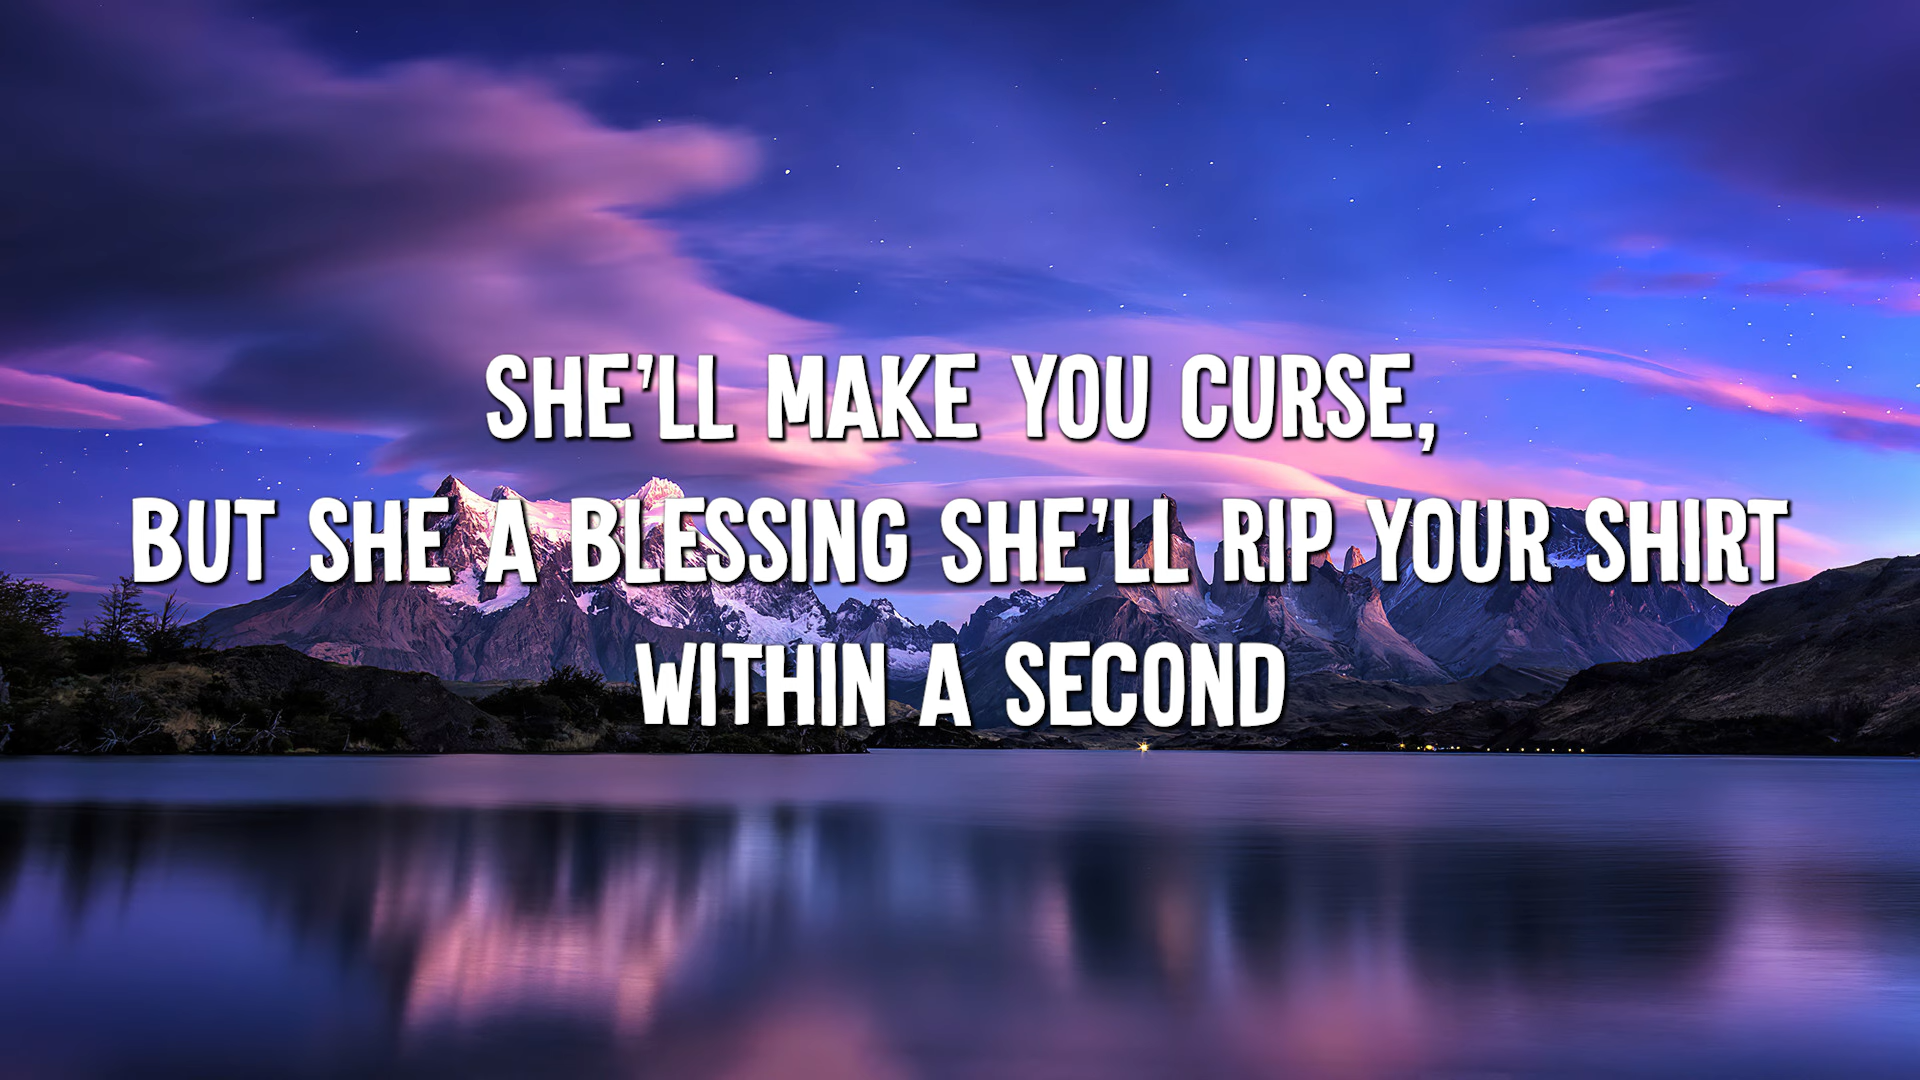 SHE'LL MAKE YOU CURSE,
BUT SHE A BLESSING SHE'LL RIP YOUR SHIRT
WITHIN A SECOND